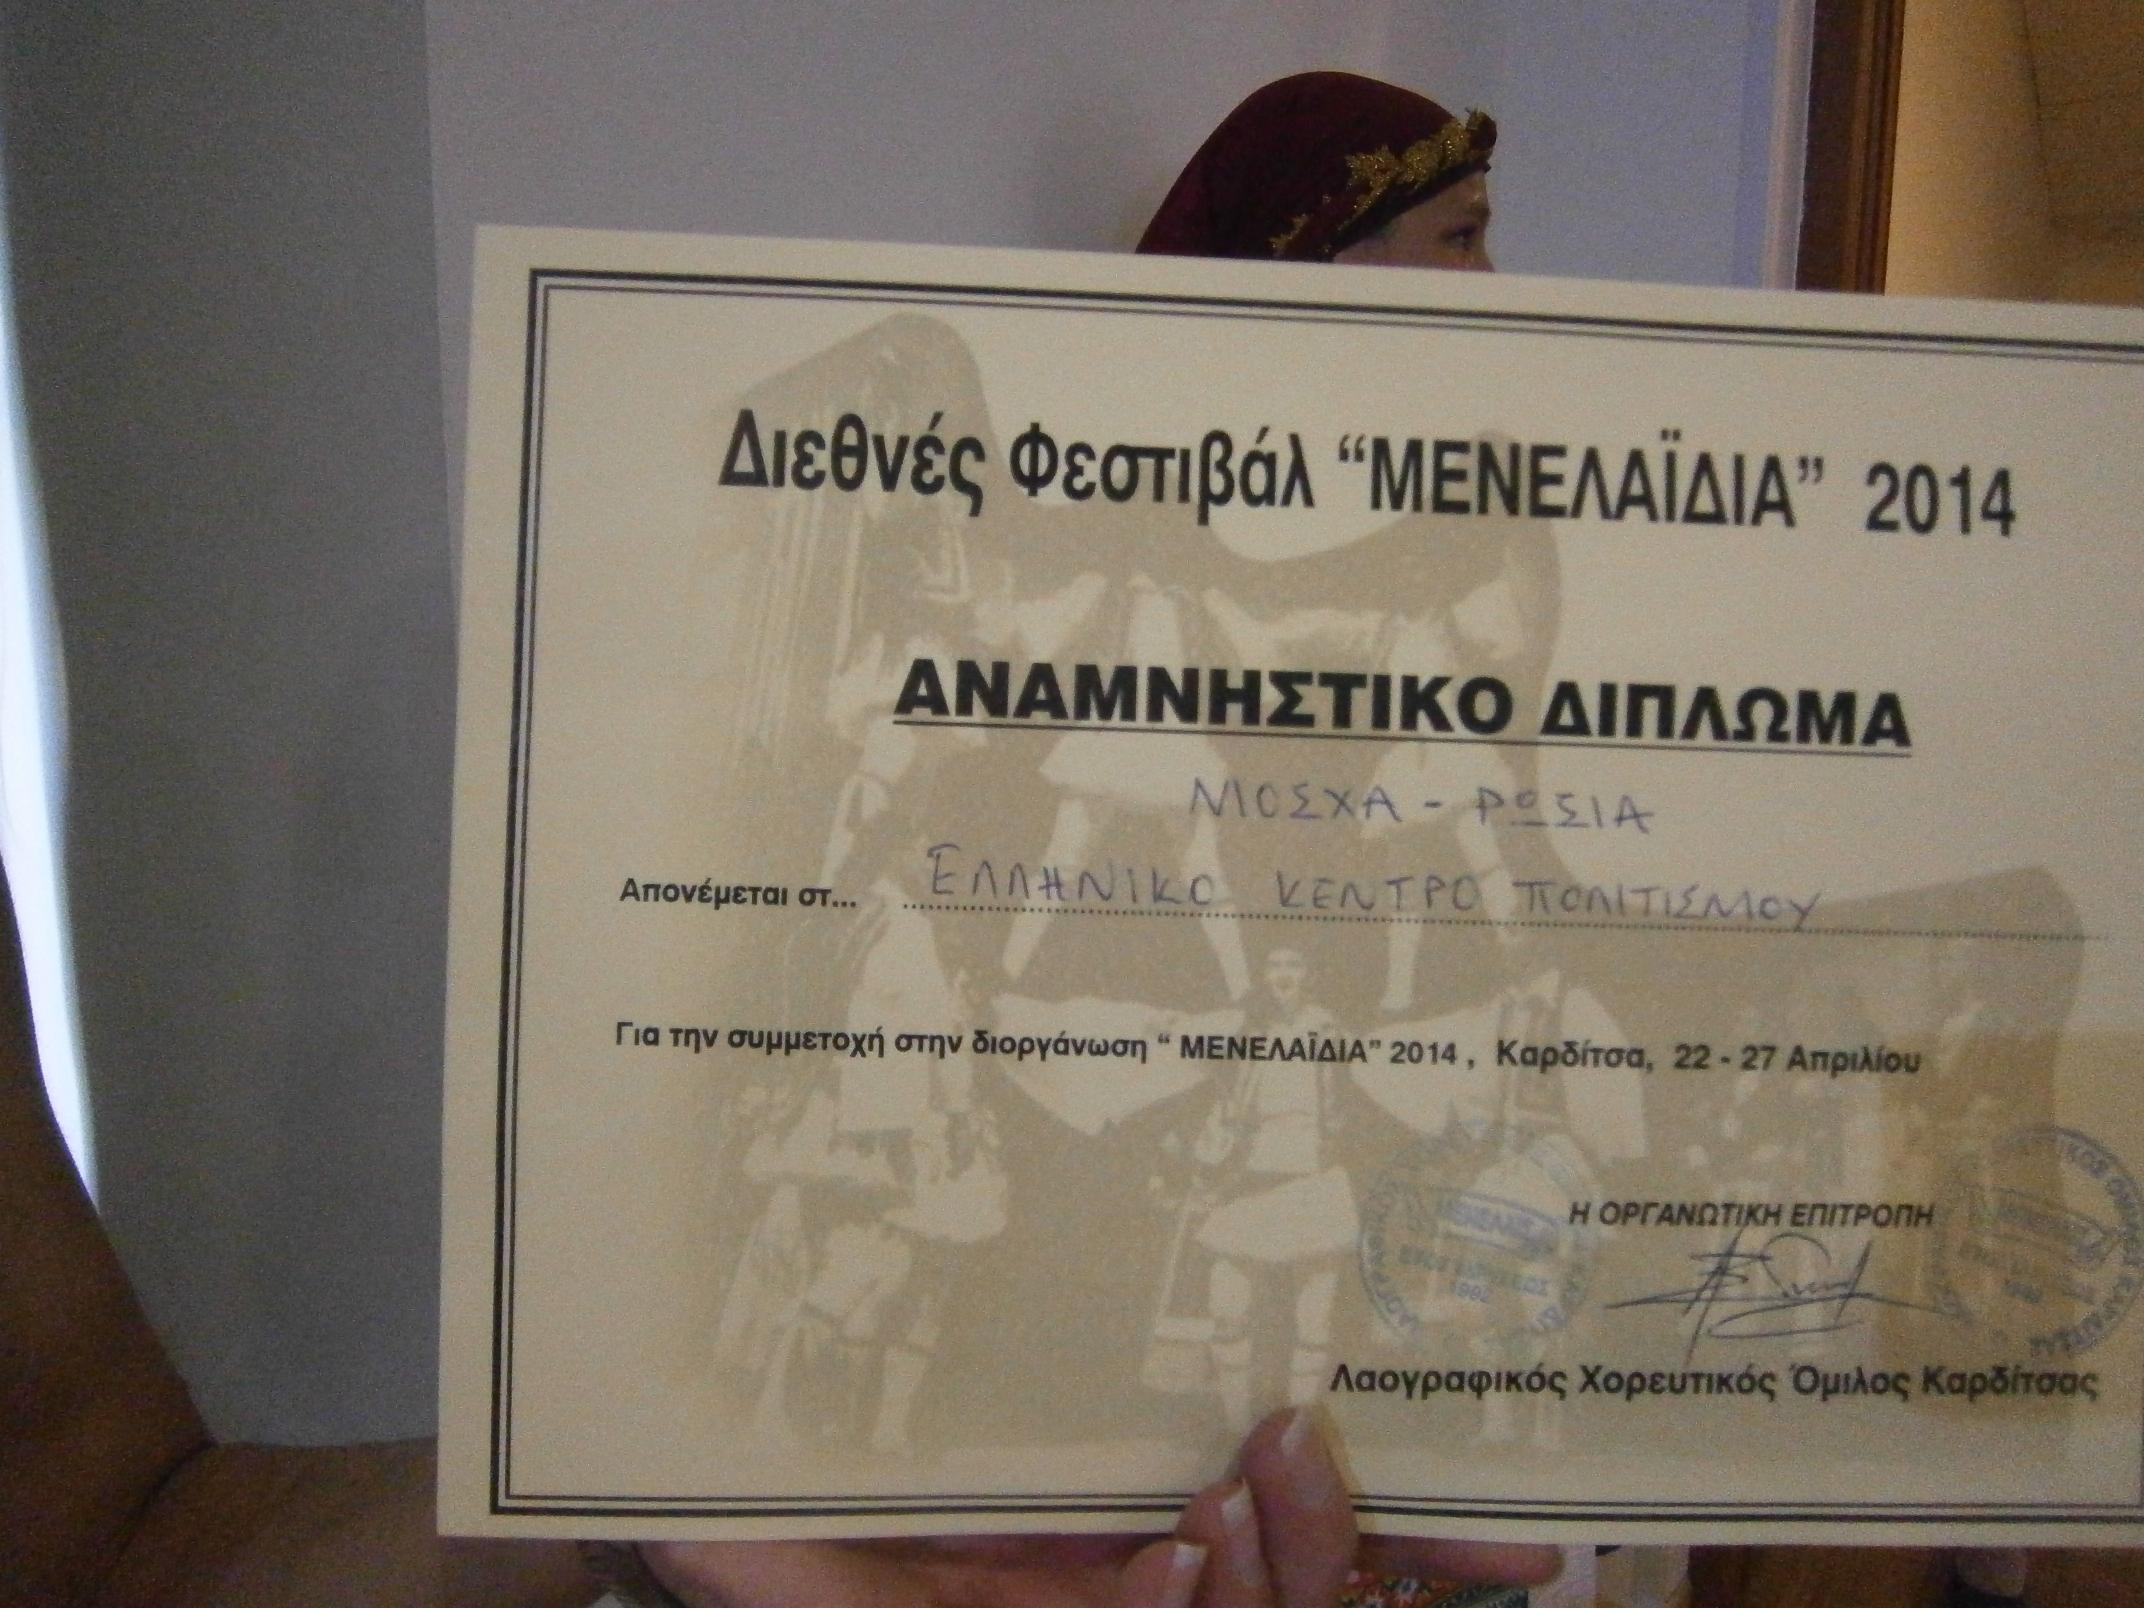 Διεθνές Φεστιβάλ “ΜΕΝΕΛΑΪΔΙΑ” 2014
ΑΝΑΜΝΗΣΤΙΚΟ ΔΙΠΛΩΜΑ
ΜΟΣΧΑ - ΡΩΣΙΑ
Απονέμεται στ... ΕΛΛΗΝΙΚΟ ΚΕΝΤΡΟ ΠΟΛΙΤΙΣΜΟΥ
Για την συμμετοχή στην διοργάνωση “ ΜΕΝΕΛΑΪΔΙΑ” 2014 , Καρδίτσα, 22 - 27 Απριλίου
Η ΟΡΓΑΝΩΤΙΚΗ ΕΠΙΤΡΟΠΗ
Λαογραφικός Χορευτικός Όμιλος Καρδίτσας